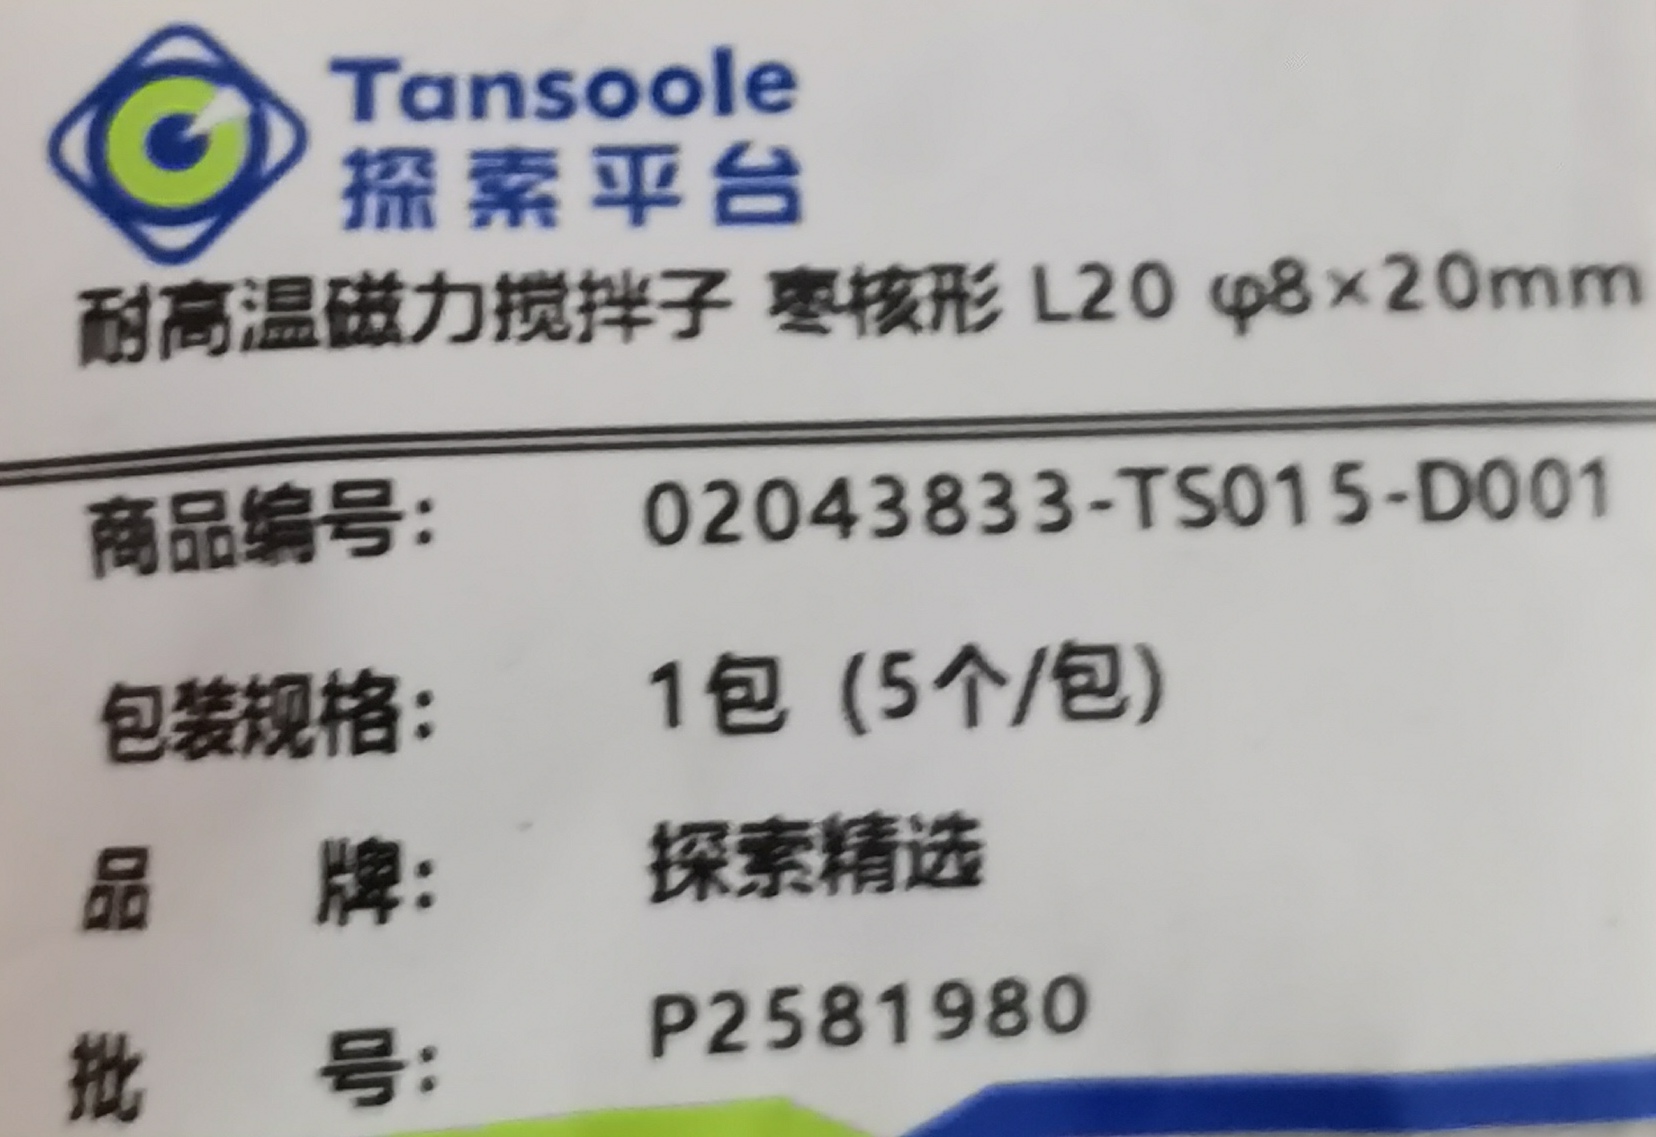 Tansoole
探索平台
耐高温磁力搅拌子 枣核形 L20 φ8×20mm
商品编号： 02043833-TS015-D001
包装规格： 1包（5个/包）
品 牌： 探索精选
批 号： P2581980